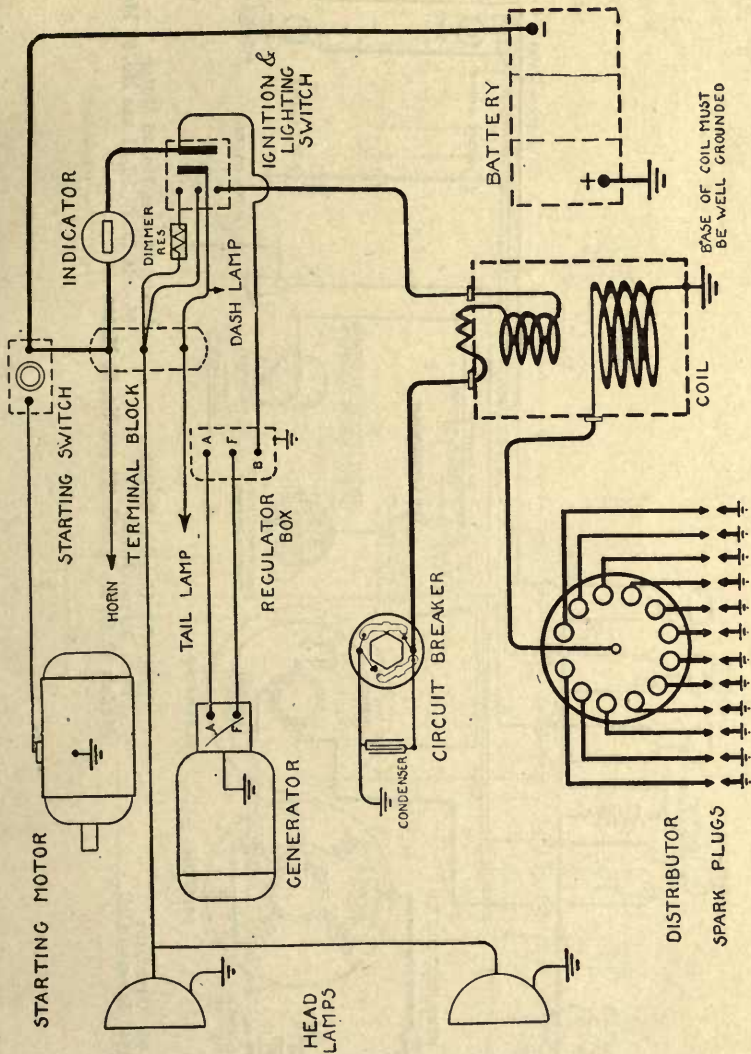 STARTING MOTOR
STARTING SWITCH
INDICATOR
IGNITION &
LIGHTING
SWITCH
HORN
TERMINAL BLOCK
DIMMER
RES
DASH LAMP
TAIL LAMP
A
F
GENERATOR
A
F
B
REGULATOR
BOX
HEAD
LAMPS
CONDENSER
CIRCUIT BREAKER
BATTERY
+
-
COIL
BASE OF COIL MUST
BE WELL GROUNDED
DISTRIBUTOR
SPARK PLUGS